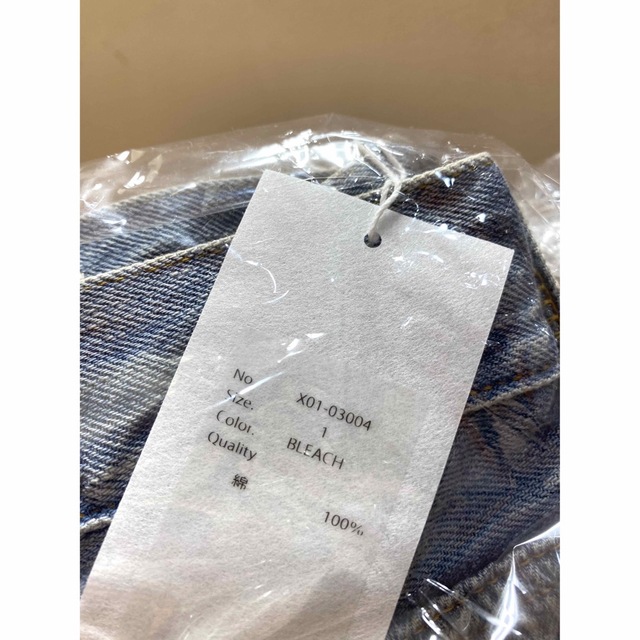 No X01-03004
Size. 1
Color. BLEACH
Quality
綿 100%